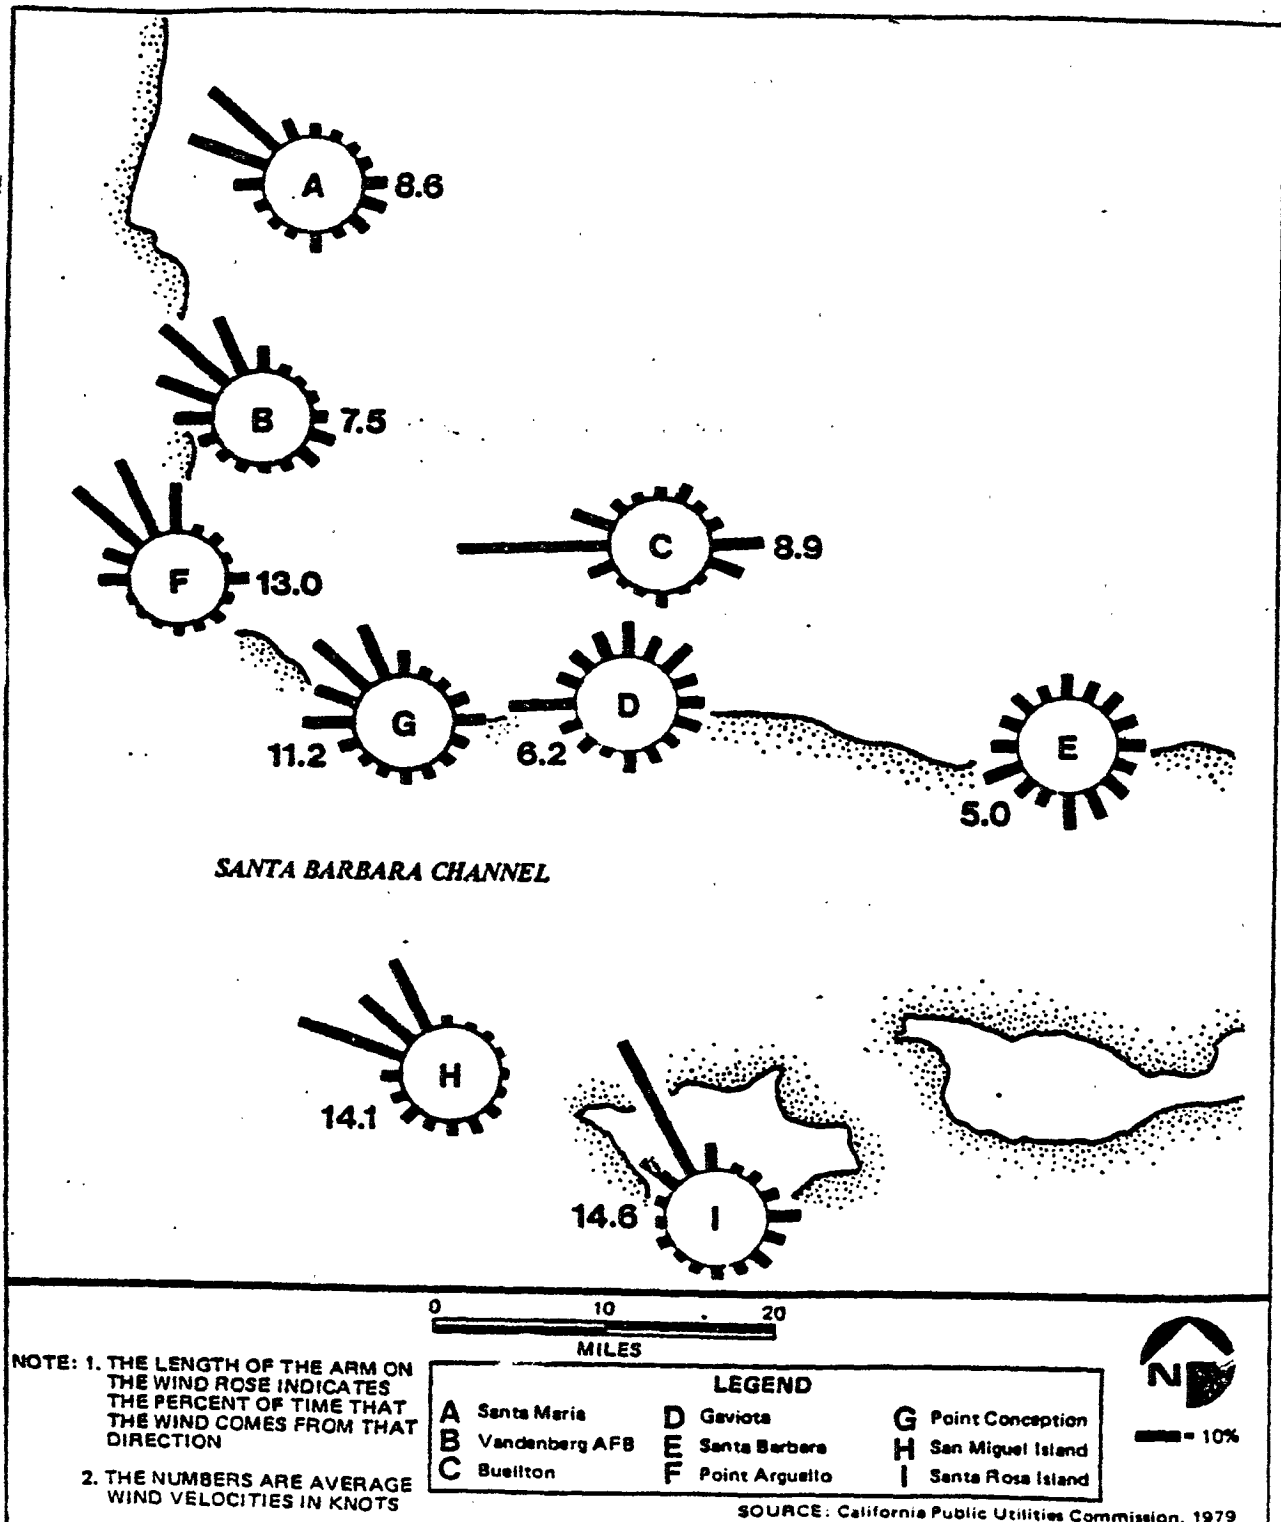 A
8.6
B
7.5
C
8.9
F
13.0
D
6.2
G
11.2
E
5.0
SANTA BARBARA CHANNEL
H
14.1
I
14.6
0 10 20
MILES
N
= 10%
NOTE: 1. THE LENGTH OF THE ARM ON
THE WIND ROSE INDICATES
THE PERCENT OF TIME THAT
THE WIND COMES FROM THAT
DIRECTION
2. THE NUMBERS ARE AVERAGE
WIND VELOCITIES IN KNOTS
LEGEND
A Santa Maria
B Vandenberg AFB
C Buellton
D Gaviota
E Santa Barbara
F Point Arguello
G Point Conception
H San Miguel Island
I Santa Rosa Island
SOURCE: California Public Utilities Commission, 1979